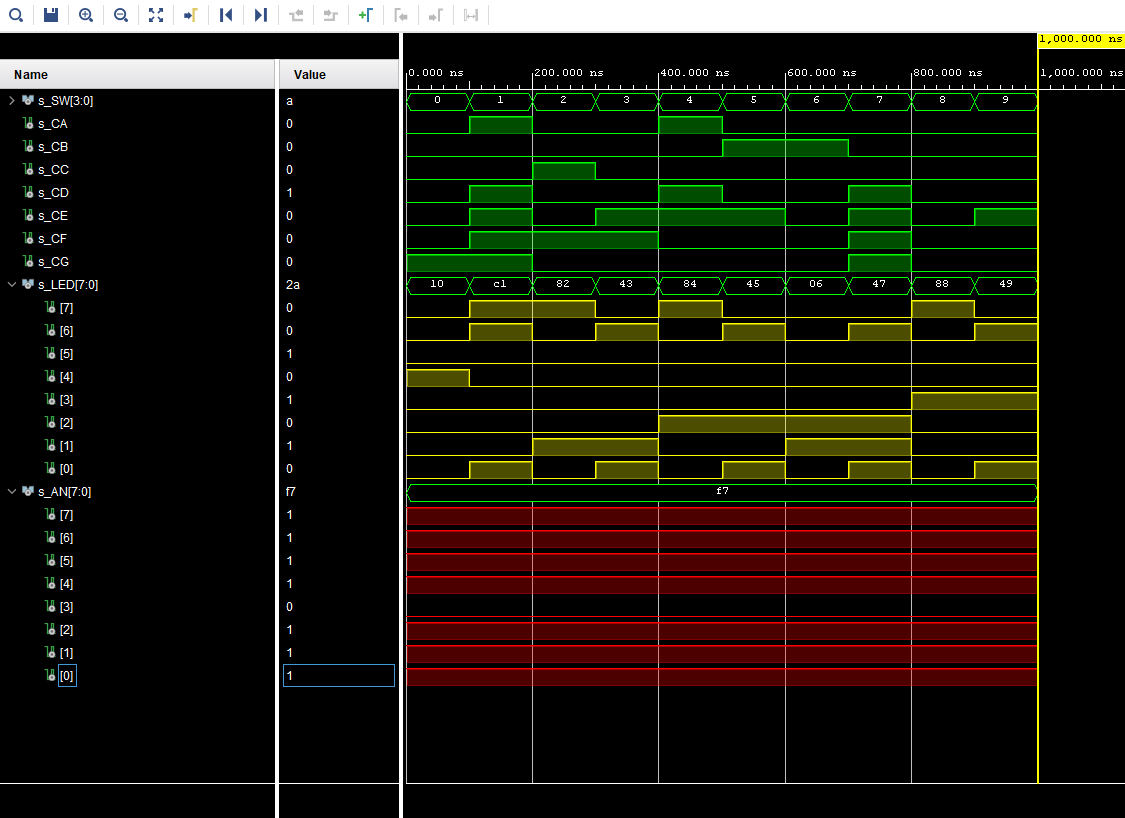 1,000.000 ns
Name Value
0.000 ns 200.000 ns 400.000 ns 600.000 ns 800.000 ns 1,000.000 ns
s_SW[3:0] a 0 1 2 3 4 5 6 7 8 9
s_CA 0
s_CB 0
s_CC 0
s_CD 1
s_CE 0
s_CF 0
s_CG 0
s_LED[7:0] 2a 10 c1 82 43 84 45 06 47 88 49
[7] 0
[6] 0
[5] 1
[4] 0
[3] 1
[2] 0
[1] 1
[0] 0
s_AN[7:0] f7 f7
[7] 1
[6] 1
[5] 1
[4] 1
[3] 0
[2] 1
[1] 1
[0] 1